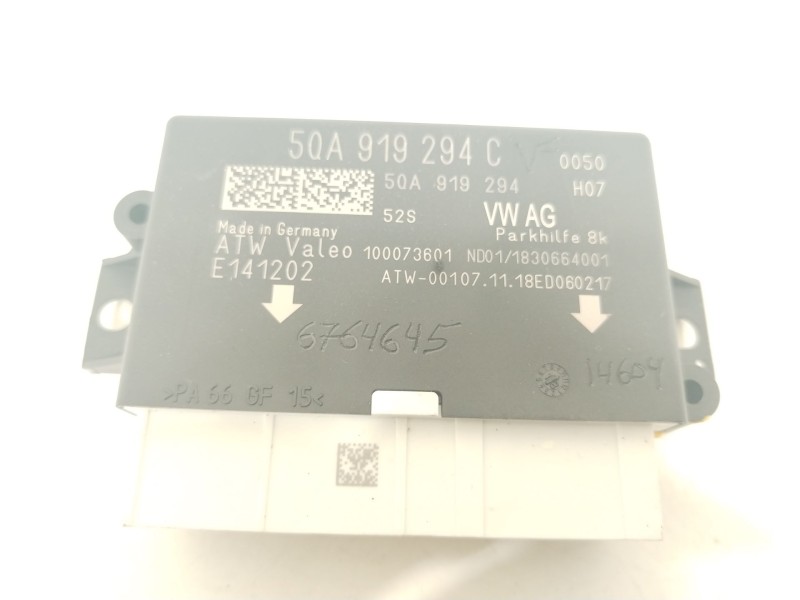 5QA 919 294 C VF 0050
5QA 919 294 H07
52S VW AG
Made in Germany Parkhilfe 8k
ATW Valeo 100073601 ND01/1830664001
E141202 ATW-00107.11.18ED060217
6764645
14604
>PA 66 GF 15<